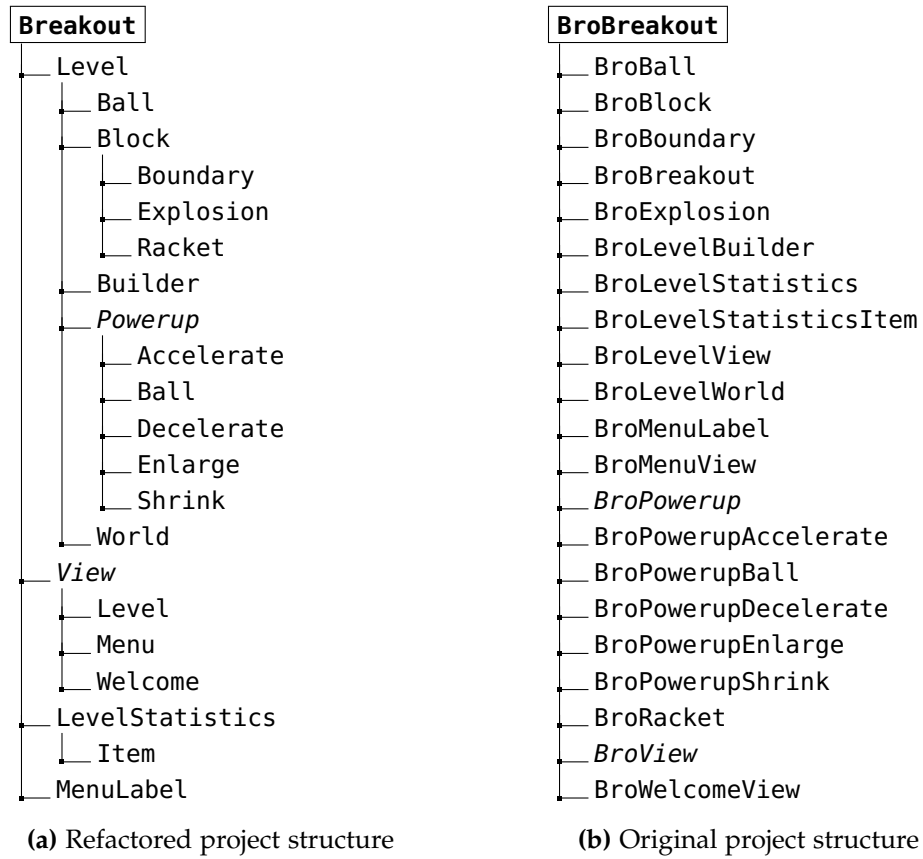 Breakout
Level
Ball
Block
Boundary
Explosion
Racket
Builder
Powerup
Accelerate
Ball
Decelerate
Enlarge
Shrink
World
View
Level
Menu
Welcome
LevelStatistics
Item
MenuLabel
(a) Refactored project structure
BroBreakout
BroBall
BroBlock
BroBoundary
BroBreakout
BroExplosion
BroLevelBuilder
BroLevelStatistics
BroLevelStatisticsItem
BroLevelView
BroLevelWorld
BroMenuLabel
BroMenuView
BroPowerup
BroPowerupAccelerate
BroPowerupBall
BroPowerupDecelerate
BroPowerupEnlarge
BroPowerupShrink
BroRacket
BroView
BroWelcomeView
(b) Original project structure